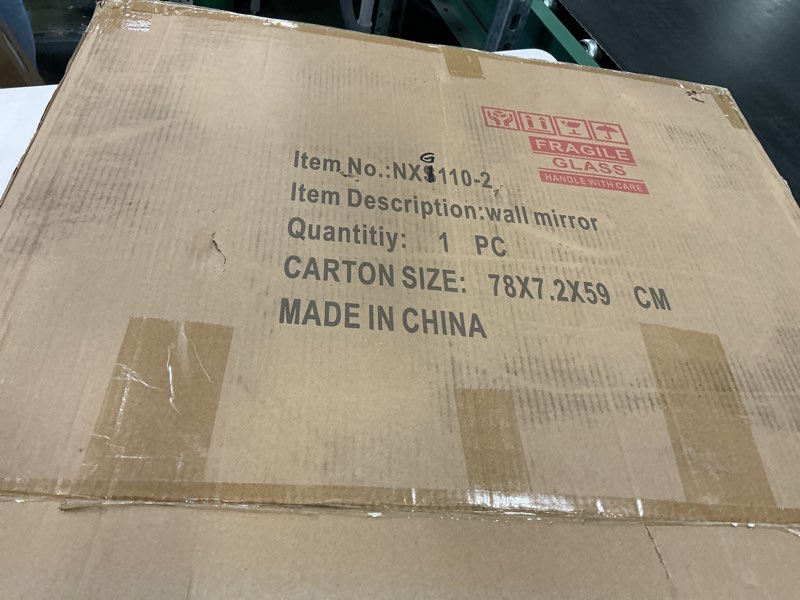 FRAGILE
GLASS
HANDLE WITH CARE
G
Item No.:NXS110-2
Item Description:wall mirror
Quantitiy: 1 PC
CARTON SIZE: 78X7.2X59 CM
MADE IN CHINA